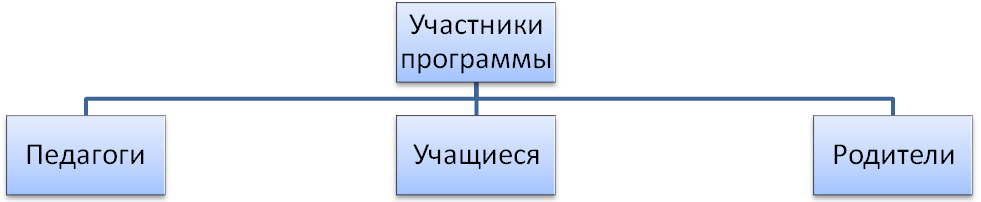 Участники
программы
Педагоги
Учащиеся
Родители